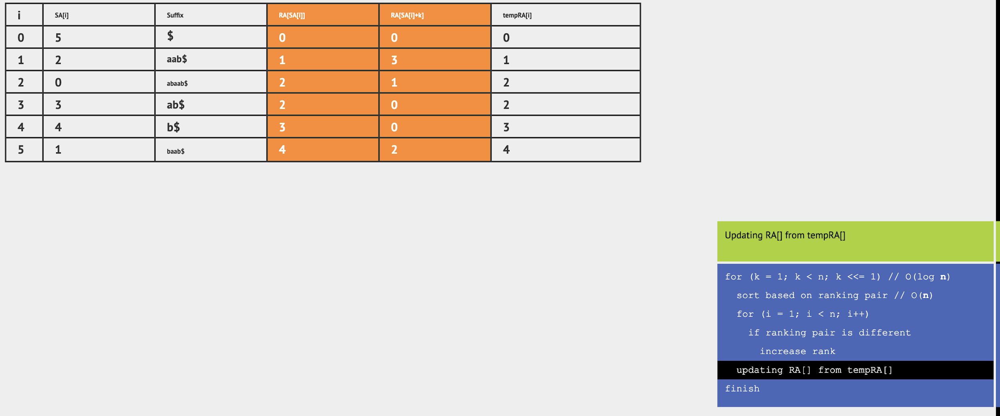 i SA[i] Suffix RA[SA[i]] RA[SA[i]+k] tempRA[i]
0 5 $ 0 0 0
1 2 aab$ 1 3 1
2 0 abaab$ 2 1 2
3 3 ab$ 2 0 2
4 4 b$ 3 0 3
5 1 baab$ 4 2 4
Updating RA[] from tempRA[]
for (k = 1; k < n; k <<= 1) // O(log n)
sort based on ranking pair // O(n)
for (i = 1; i < n; i++)
if ranking pair is different
increase rank
updating RA[] from tempRA[]
finish